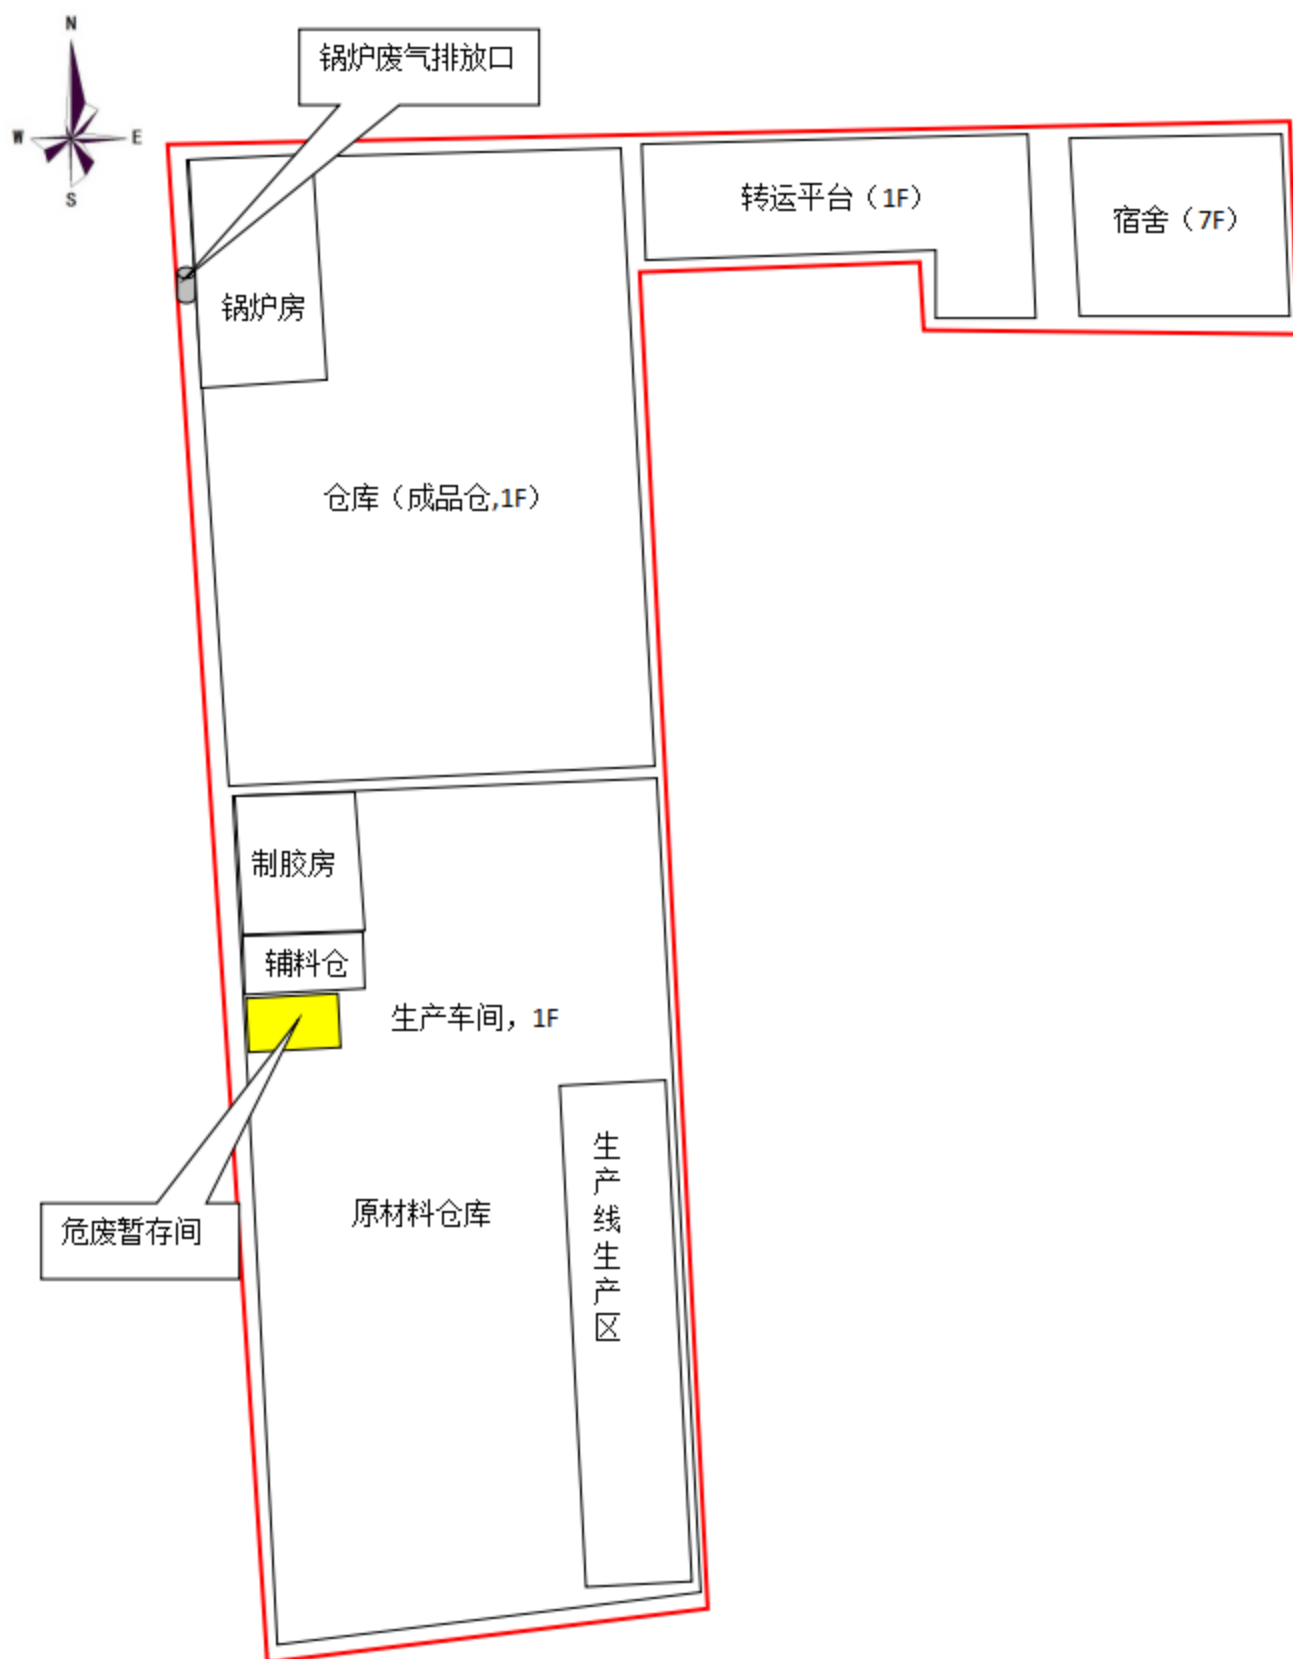 N
锅炉废气排放口
W
E
S
转运平台（1F）
宿舍（7F）
锅炉房
仓库（成品仓,1F）
制胶房
辅料仓
生产车间，1F
生产线生产区
原材料仓库
危废暂存间